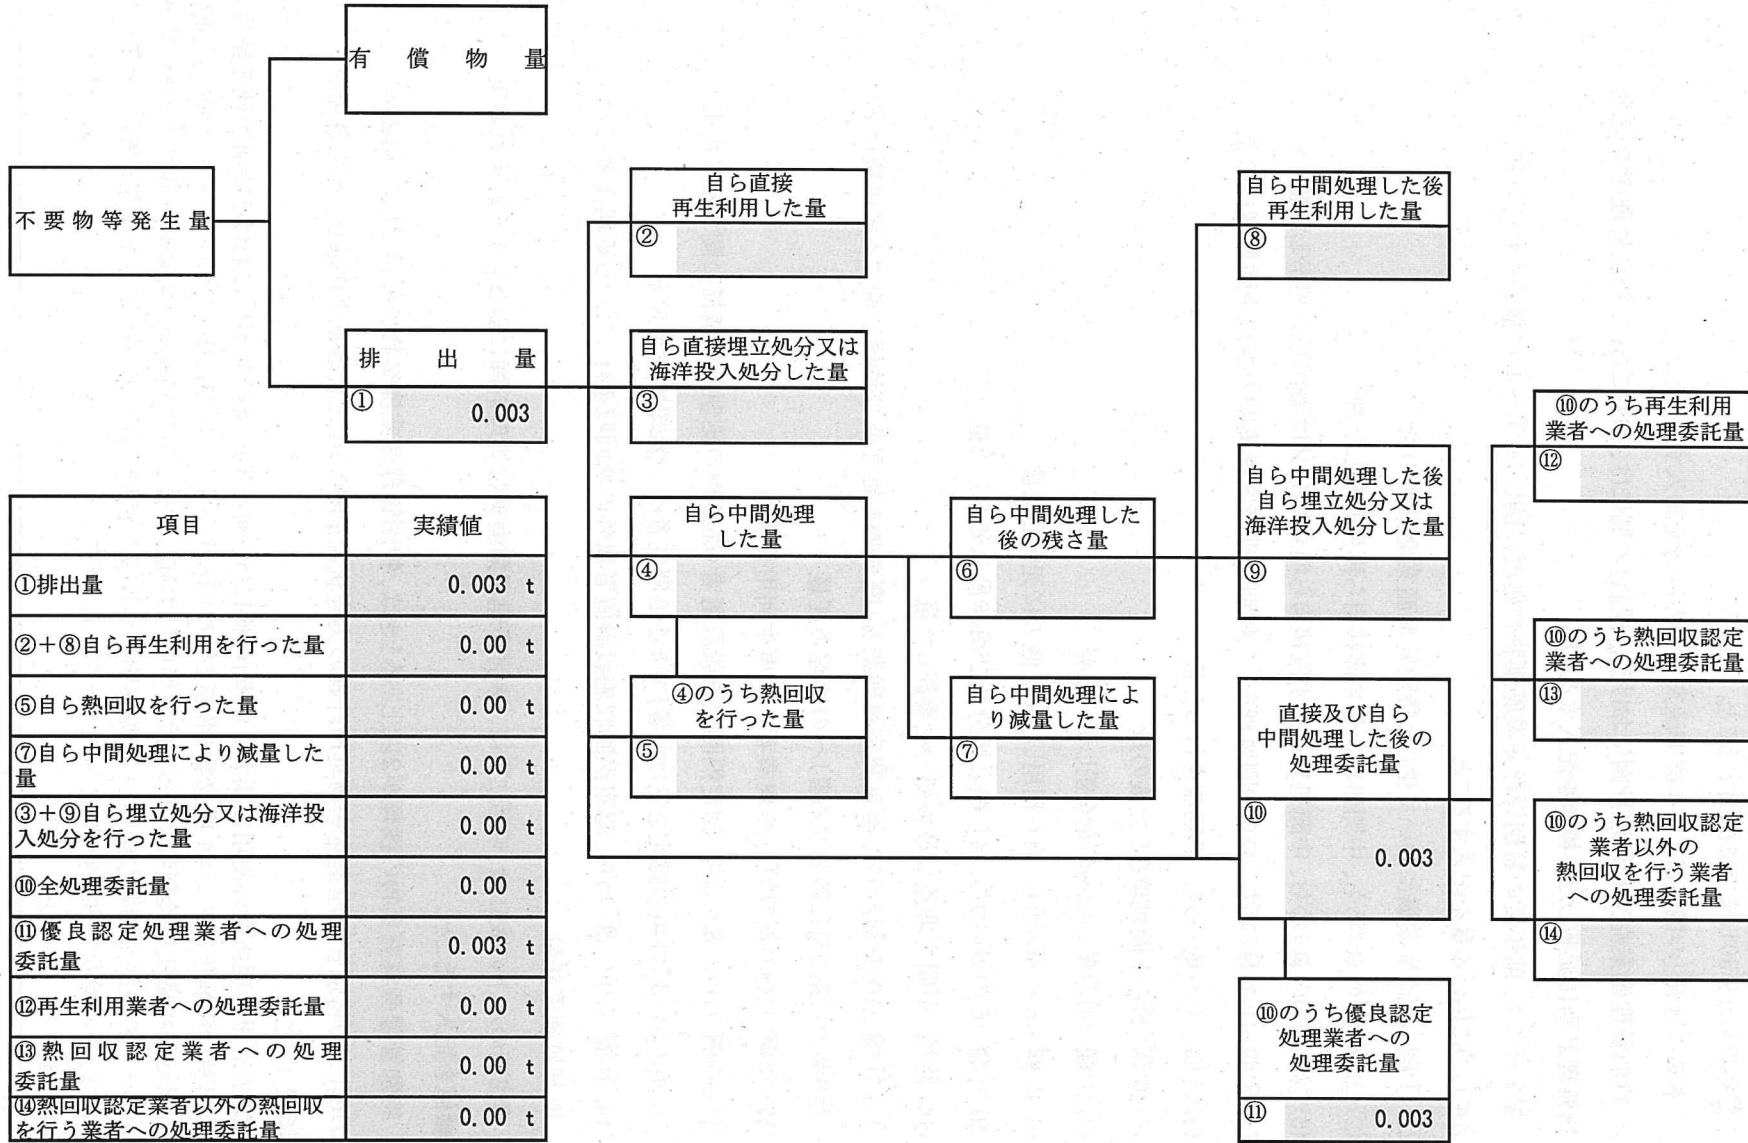 有償物量
不要物等発生量
排出量
①
0.003
自ら直接
再生利用した量
②
自ら直接埋立処分又は
海洋投入処分した量
③
自ら中間処理
した量
④
④のうち熱回収
を行った量
⑤
自ら中間処理した
後の残さ量
⑥
自ら中間処理によ
り減量した量
⑦
自ら中間処理した後
再生利用した量
⑧
自ら中間処理した後
自ら埋立処分又は
海洋投入処分した量
⑨
直接及び自ら
中間処理した後の
処理委託量
⑩
0.003
⑩のうち優良認定
処理業者への
処理委託量
⑪
0.003
⑩のうち再生利用
業者への処理委託量
⑫
⑩のうち熱回収認定
業者への処理委託量
⑬
⑩のうち熱回収認定
業者以外の
熱回収を行う業者
への処理委託量
⑭
項目 実績値
①排出量 0.003 t
②+⑧自ら再生利用を行った量 0.00 t
⑤自ら熱回収を行った量 0.00 t
⑦自ら中間処理により減量した
量 0.00 t
③+⑨自ら埋立処分又は海洋投
入処分を行った量 0.00 t
⑩全処理委託量 0.00 t
⑪優良認定処理業者への処理
委託量 0.003 t
⑫再生利用業者への処理委託量 0.00 t
⑬熱回収認定業者への処理
委託量 0.00 t
⑭熱回収認定業者以外の熱回収
を行う業者への処理委託量 0.00 t